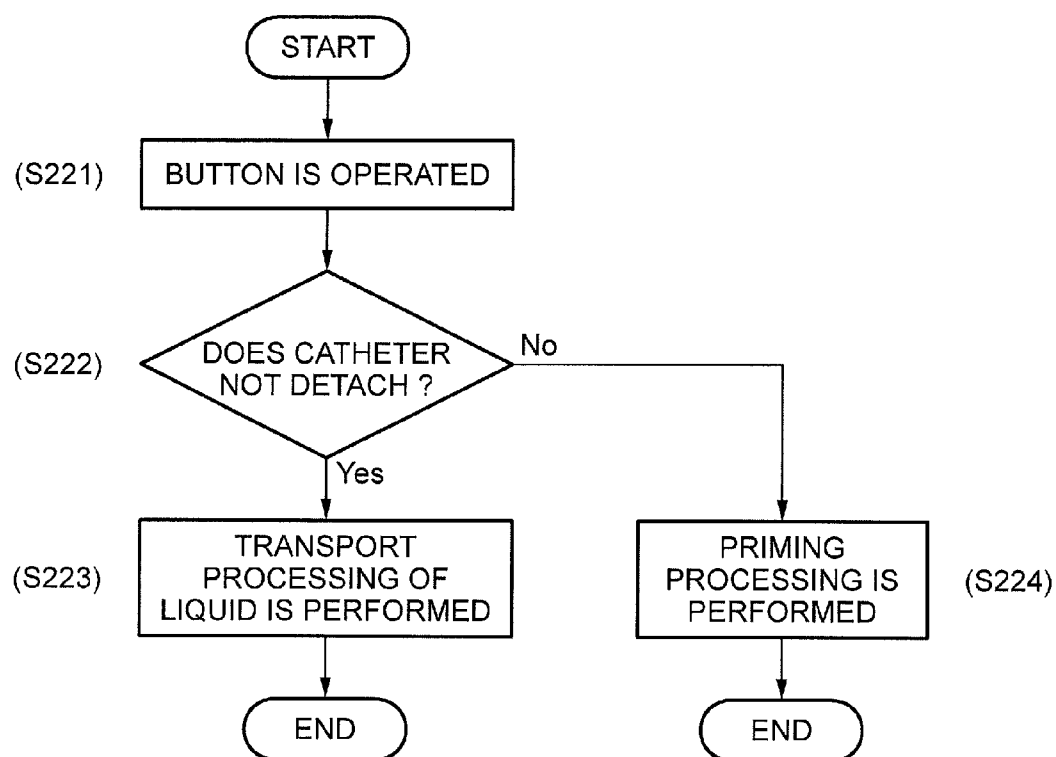 START
(S221)
BUTTON IS OPERATED
(S222)
DOES CATHETER
NOT DETACH ?
No
Yes
(S223)
TRANSPORT
PROCESSING OF
LIQUID IS PERFORMED
PRIMING
PROCESSING IS
PERFORMED
(S224)
END
END